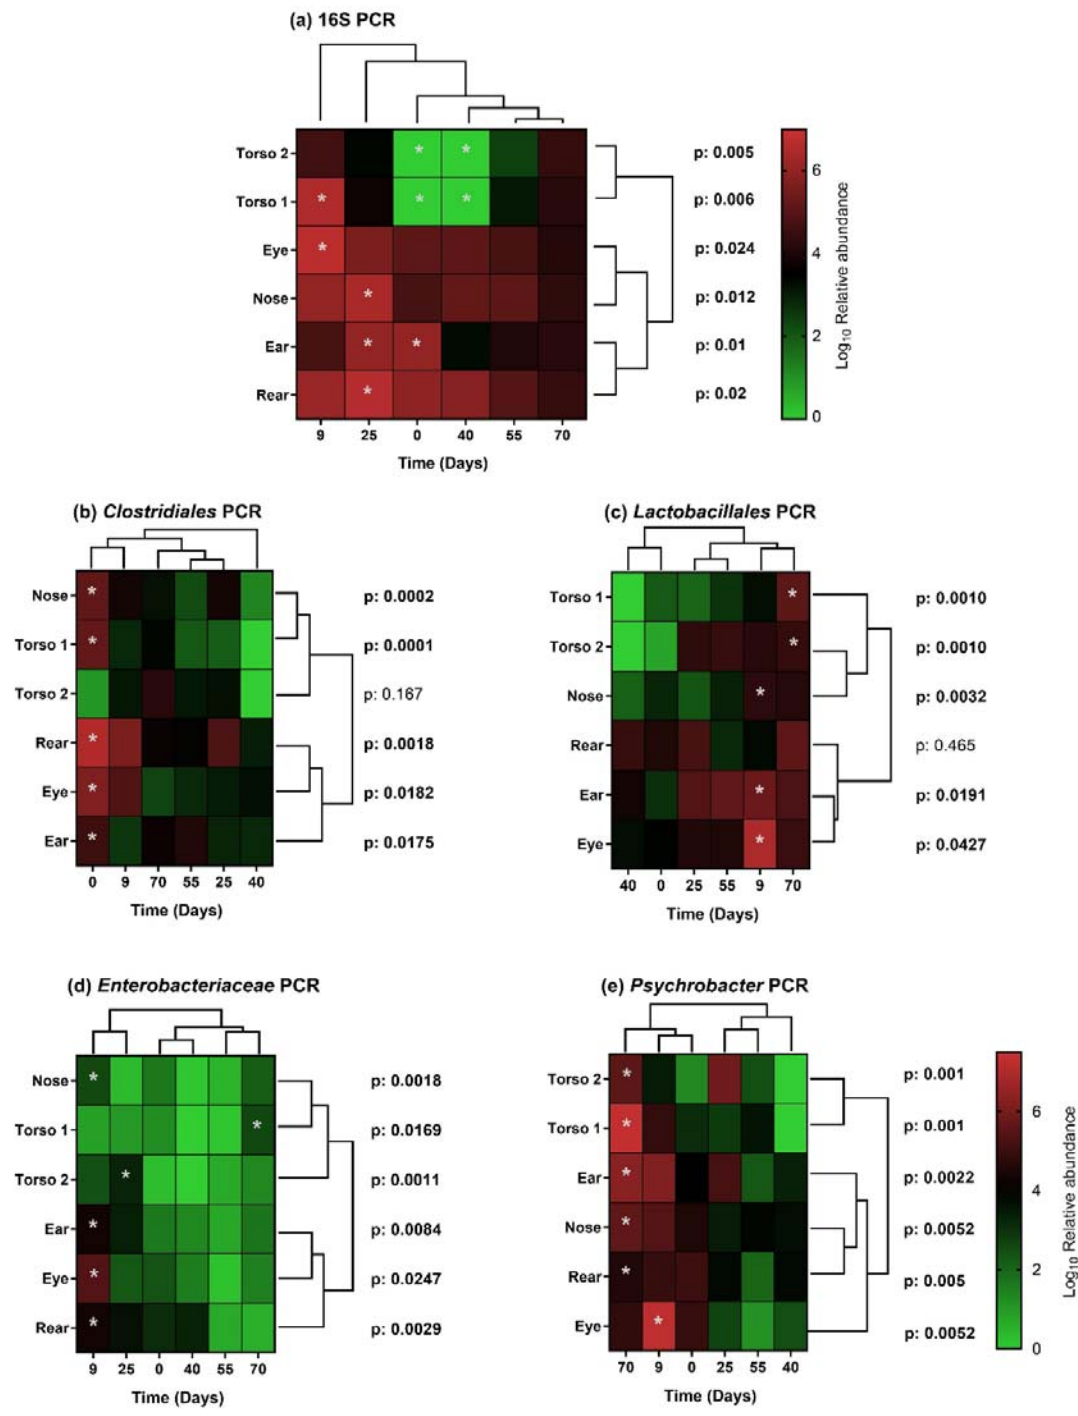 (a) 16S PCR
Torso 2
* *
p: 0.005
Torso 1
* * *
p: 0.006
Eye
*
p: 0.024
Nose
*
p: 0.012
Ear
* *
p: 0.01
Rear
*
p: 0.02
9 25 0 40 55 70
Time (Days)
6
4
2
0
Log10 Relative abundance
(b) Clostridiales PCR
Nose
*
p: 0.0002
Torso 1
*
p: 0.0001
Torso 2
p: 0.167
Rear
*
p: 0.0018
Eye
*
p: 0.0182
Ear
*
p: 0.0175
0 9 70 55 25 40
Time (Days)
(c) Lactobacillales PCR
Torso 1
*
p: 0.0010
Torso 2
*
p: 0.0010
Nose
*
p: 0.0032
Rear
p: 0.465
Ear
*
p: 0.0191
Eye
*
p: 0.0427
40 0 25 55 9 70
Time (Days)
(d) Enterobacteriaceae PCR
Nose
*
p: 0.0018
Torso 1
*
p: 0.0169
Torso 2
*
p: 0.0011
Ear
*
p: 0.0084
Eye
*
p: 0.0247
Rear
*
p: 0.0029
9 25 0 40 55 70
Time (Days)
(e) Psychrobacter PCR
Torso 2
*
p: 0.001
Torso 1
*
p: 0.001
Ear
*
p: 0.0022
Nose
*
p: 0.0052
Rear
*
p: 0.005
Eye
*
p: 0.0052
70 9 0 25 55 40
Time (Days)
6
4
2
0
Log10 Relative abundance